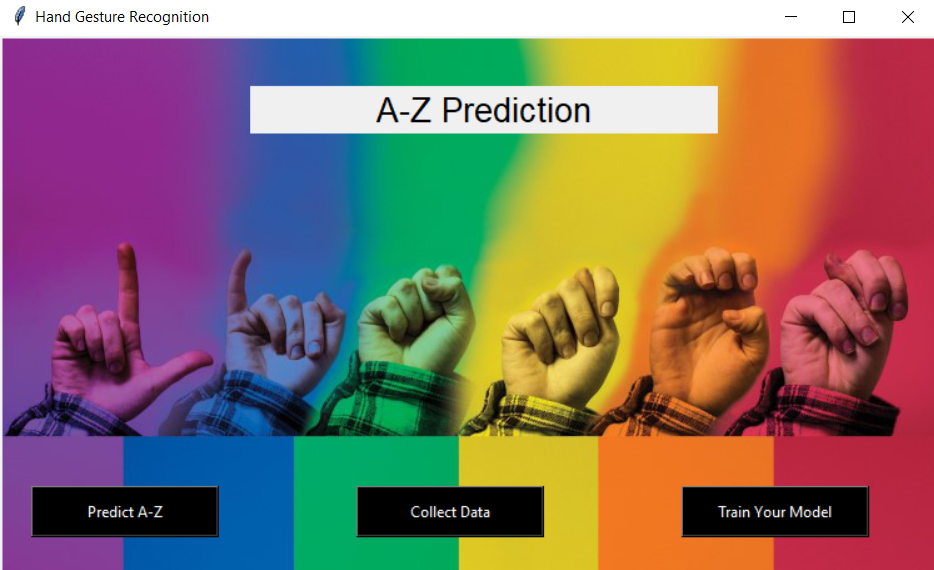 Hand Gesture Recognition
A-Z Prediction
Predict A-Z
Collect Data
Train Your Model